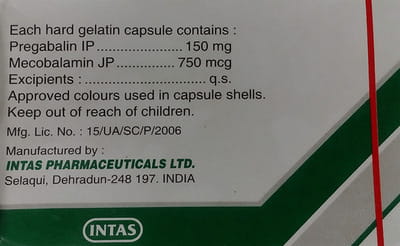 Each hard gelatin capsule contains :
Pregabalin IP...................... 150 mg
Mecobalamin JP............... 750 mcg
Excipients : ............................... q.s.
Approved colours used in capsule shells.
Keep out of reach of children.
Mfg. Lic. No. : 15/UA/SC/P/2006
Manufactured by :
INTAS PHARMACEUTICALS LTD.
Selaqui, Dehradun-248 197. INDIA
INTAS